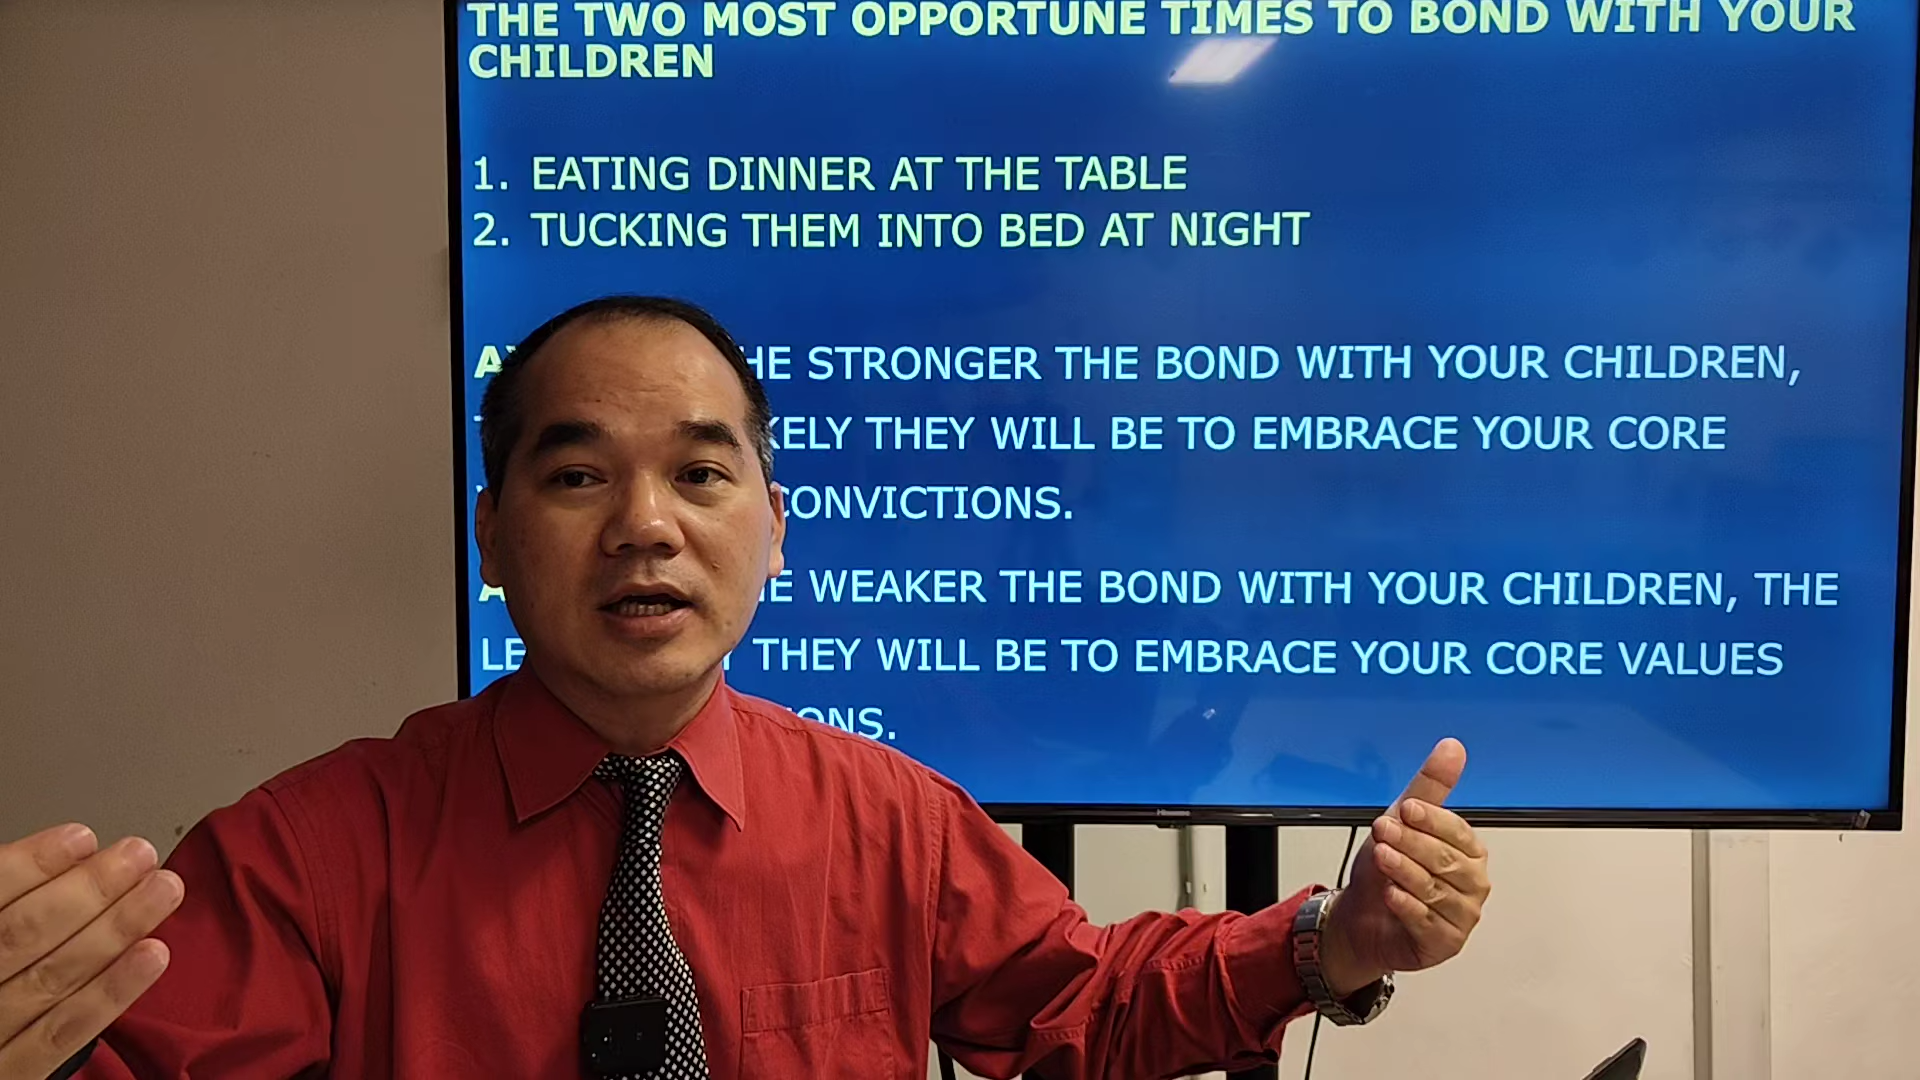 THE TWO MOST OPPORTUNE TIMES TO BOND WITH YOUR
CHILDREN
1. EATING DINNER AT THE TABLE
2. TUCKING THEM INTO BED AT NIGHT
STRONGER THE BOND WITH YOUR CHILDREN,
THEY WILL BE TO EMBRACE YOUR CORE
CONVICTIONS.
WEAKER THE BOND WITH YOUR CHILDREN, THE
THEY WILL BE TO EMBRACE YOUR CORE VALUES
Hisense